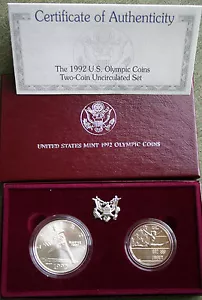 Certificate of Authenticity
The 1992 U.S. Olympic Coins
Two-Coin Uncirculated Set
UNITED STATES MINT 1992 OLYMPIC COINS